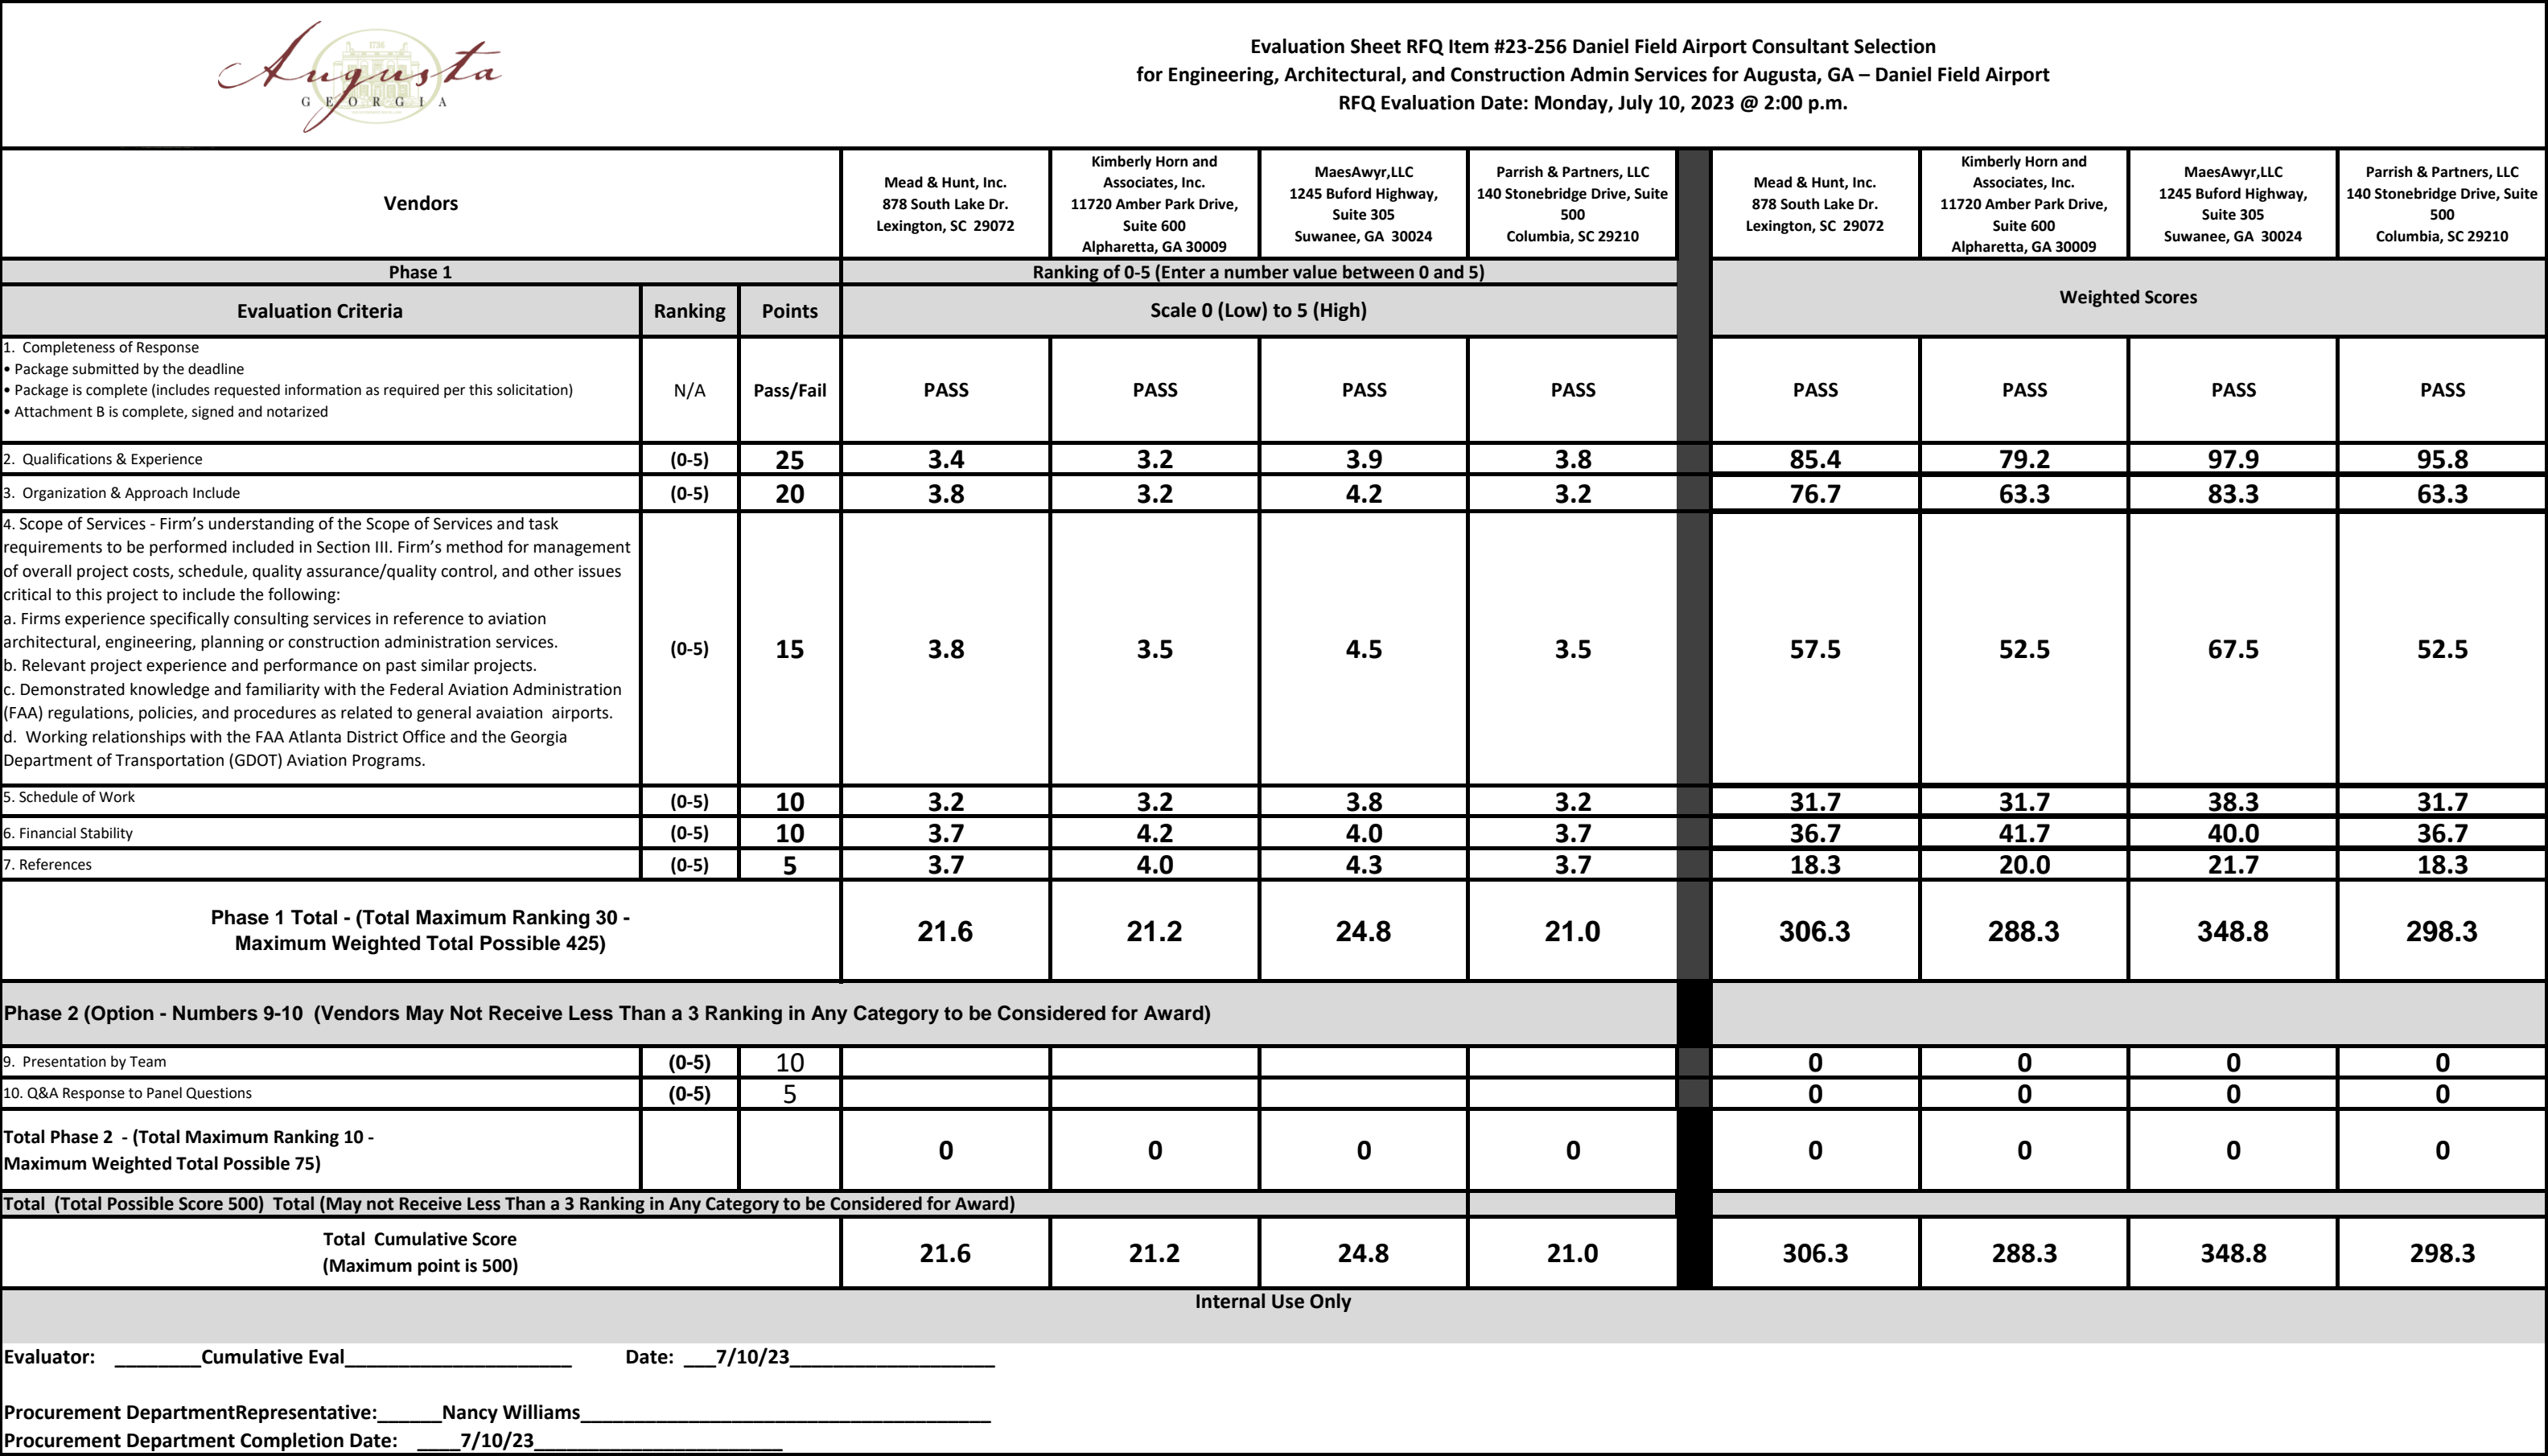 Augusta
1736
GEORGIA
Evaluation Sheet RFQ Item #23-256 Daniel Field Airport Consultant Selection
for Engineering, Architectural, and Construction Admin Services for Augusta, GA – Daniel Field Airport
RFQ Evaluation Date: Monday, July 10, 2023 @ 2:00 p.m.
Vendors
Mead & Hunt, Inc.
878 South Lake Dr.
Lexington, SC 29072
Kimberly Horn and
Associates, Inc.
11720 Amber Park Drive,
Suite 600
Alpharetta, GA 30009
MaesAwyr,LLC
1245 Buford Highway,
Suite 305
Suwanee, GA 30024
Parrish & Partners, LLC
140 Stonebridge Drive, Suite
500
Columbia, SC 29210
Mead & Hunt, Inc.
878 South Lake Dr.
Lexington, SC 29072
Kimberly Horn and
Associates, Inc.
11720 Amber Park Drive,
Suite 600
Alpharetta, GA 30009
MaesAwyr,LLC
1245 Buford Highway,
Suite 305
Suwanee, GA 30024
Parrish & Partners, LLC
140 Stonebridge Drive, Suite
500
Columbia, SC 29210
Phase 1
Ranking of 0-5 (Enter a number value between 0 and 5)
Weighted Scores
Evaluation Criteria Ranking Points Scale 0 (Low) to 5 (High)
1. Completeness of Response
• Package submitted by the deadline
• Package is complete (includes requested information as required per this solicitation)
• Attachment B is complete, signed and notarized
N/A Pass/Fail PASS PASS PASS PASS PASS PASS PASS PASS
2. Qualifications & Experience (0-5) 25 3.4 3.2 3.9 3.8 85.4 79.2 97.9 95.8
3. Organization & Approach Include (0-5) 20 3.8 3.2 4.2 3.2 76.7 63.3 83.3 63.3
4. Scope of Services - Firm's understanding of the Scope of Services and task
requirements to be performed included in Section III. Firm's method for management
of overall project costs, schedule, quality assurance/quality control, and other issues
critical to this project to include the following:
a. Firms experience specifically consulting services in reference to aviation
architectural, engineering, planning or construction administration services.
b. Relevant project experience and performance on past similar projects.
c. Demonstrated knowledge and familiarity with the Federal Aviation Administration
(FAA) regulations, policies, and procedures as related to general avaiation airports.
d. Working relationships with the FAA Atlanta District Office and the Georgia
Department of Transportation (GDOT) Aviation Programs.
(0-5) 15 3.8 3.5 4.5 3.5 57.5 52.5 67.5 52.5
5. Schedule of Work (0-5) 10 3.2 3.2 3.8 3.2 31.7 31.7 38.3 31.7
6. Financial Stability (0-5) 10 3.7 4.2 4.0 3.7 36.7 41.7 40.0 36.7
7. References (0-5) 5 3.7 4.0 4.3 3.7 18.3 20.0 21.7 18.3
Phase 1 Total - (Total Maximum Ranking 30 -
Maximum Weighted Total Possible 425)
21.6 21.2 24.8 21.0 306.3 288.3 348.8 298.3
Phase 2 (Option - Numbers 9-10 (Vendors May Not Receive Less Than a 3 Ranking in Any Category to be Considered for Award)
9. Presentation by Team (0-5) 10 0 0 0 0
10. Q&A Response to Panel Questions (0-5) 5 0 0 0 0
Total Phase 2 - (Total Maximum Ranking 10 -
Maximum Weighted Total Possible 75)
0 0 0 0 0 0 0 0
Total (Total Possible Score 500) Total (May not Receive Less Than a 3 Ranking in Any Category to be Considered for Award)
Total Cumulative Score
(Maximum point is 500)
21.6 21.2 24.8 21.0 306.3 288.3 348.8 298.3
Internal Use Only
Evaluator: ________Cumulative Eval_____________________ Date: ___7/10/23___________________
Procurement DepartmentRepresentative:______Nancy Williams______________________________________
Procurement Department Completion Date: ____7/10/23_______________________